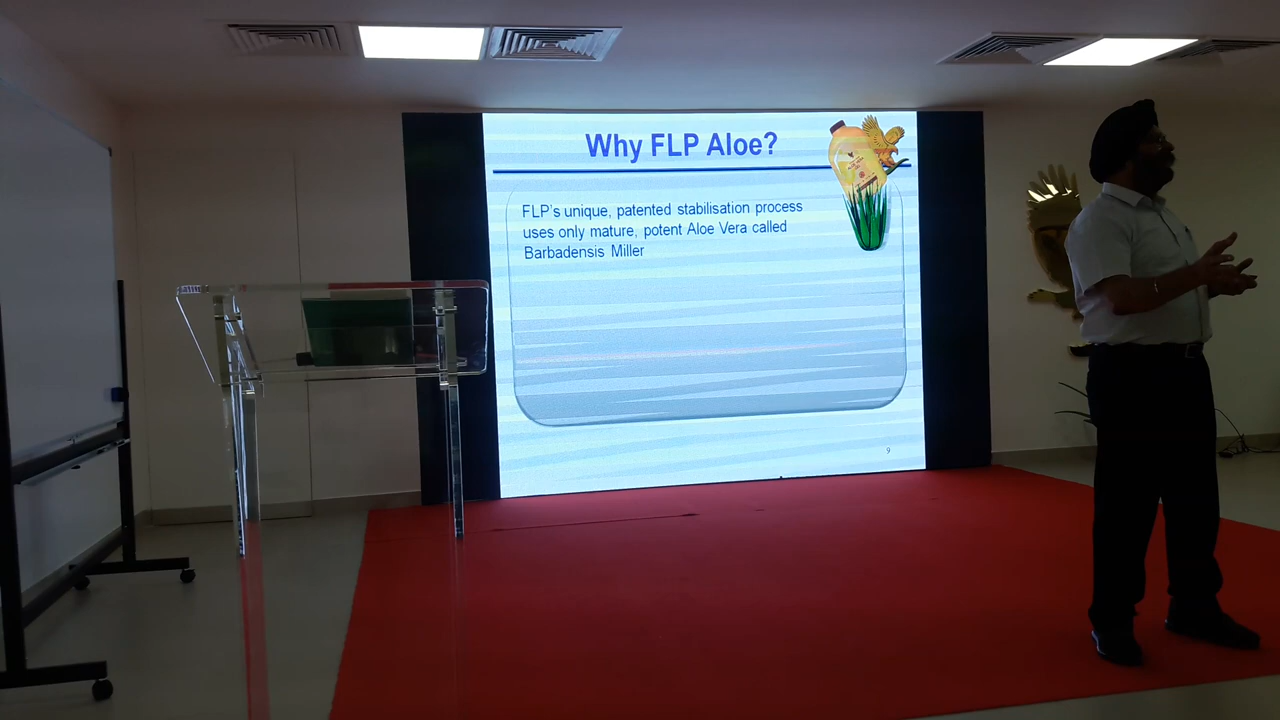 Why FLP Aloe?
FLP's unique, patented stabilisation process
uses only mature, potent Aloe Vera called
Barbadensis Miller
9